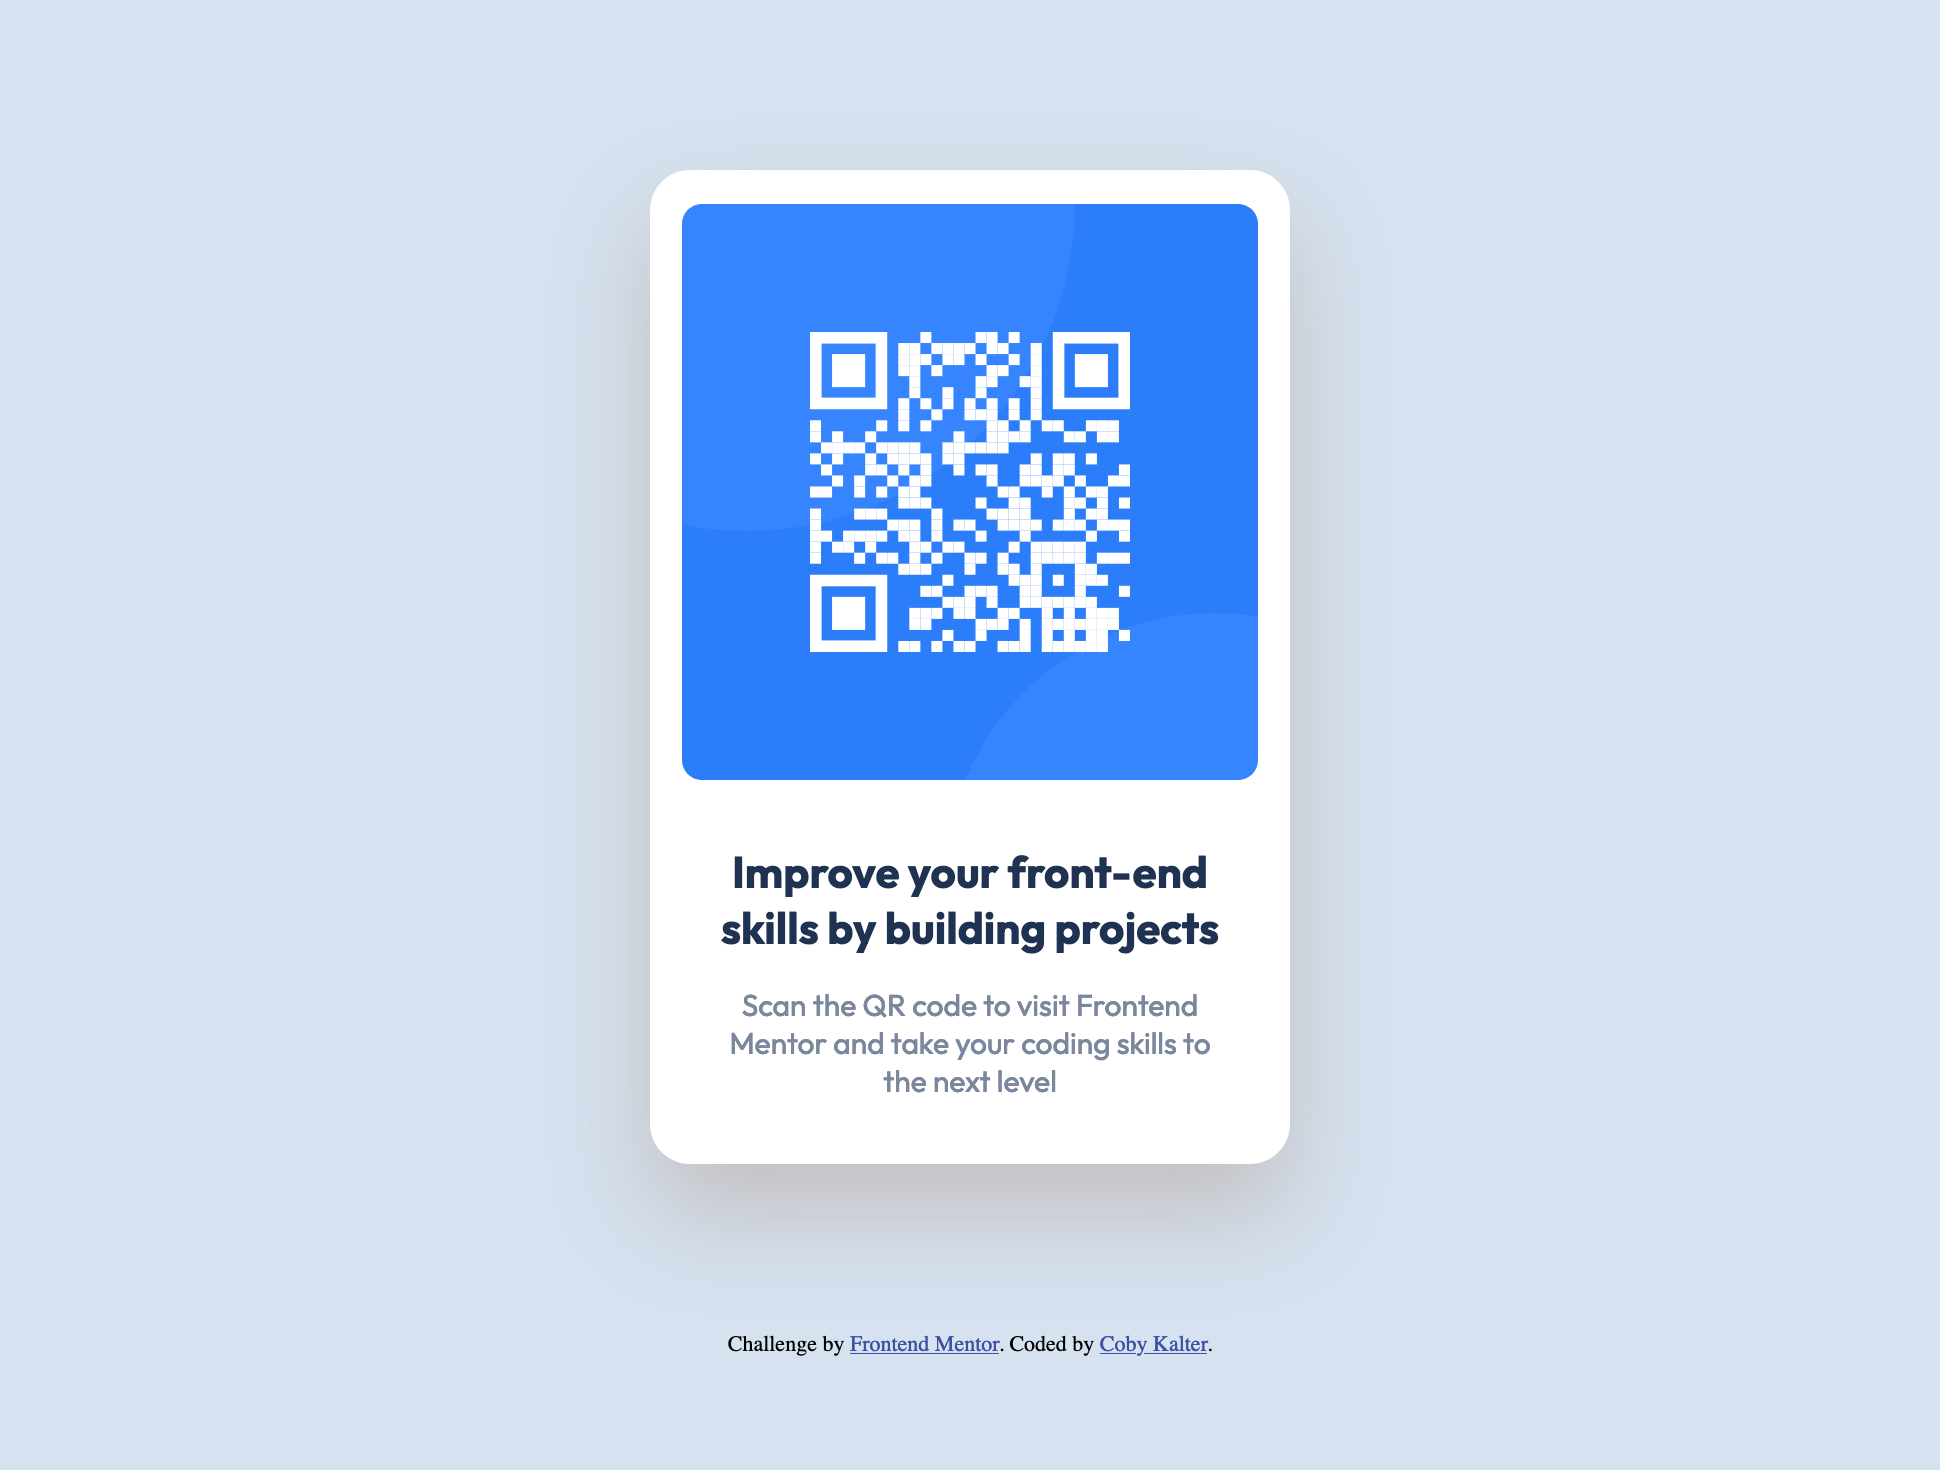 Improve your front-end
skills by building projects
Scan the QR code to visit Frontend
Mentor and take your coding skills to
the next level
Challenge by Frontend Mentor. Coded by Coby Kalter.